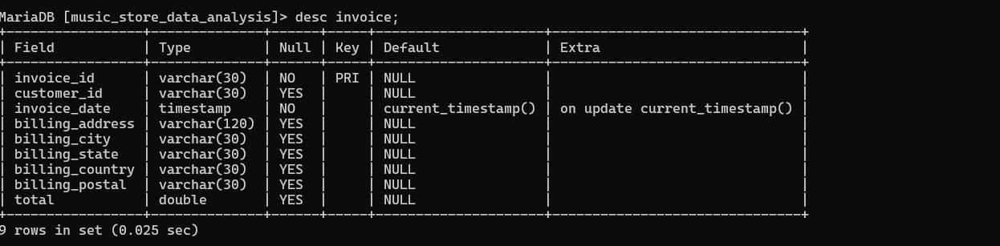 MariaDB [music_store_data_analysis]> desc invoice;
+-----------------+--------------+------+-----+---------------------+-------------------------------+
| Field           | Type         | Null | Key | Default             | Extra                         |
+-----------------+--------------+------+-----+---------------------+-------------------------------+
| invoice_id      | varchar(30)  | NO   | PRI | NULL                |                               |
| customer_id     | varchar(30)  | YES  |     | NULL                |                               |
| invoice_date    | timestamp    | NO   |     | current_timestamp() | on update current_timestamp() |
| billing_address | varchar(120) | YES  |     | NULL                |                               |
| billing_city    | varchar(30)  | YES  |     | NULL                |                               |
| billing_state   | varchar(30)  | YES  |     | NULL                |                               |
| billing_country | varchar(30)  | YES  |     | NULL                |                               |
| billing_postal  | varchar(30)  | YES  |     | NULL                |                               |
| total           | double       | YES  |     | NULL                |                               |
+-----------------+--------------+------+-----+---------------------+-------------------------------+
9 rows in set (0.025 sec)